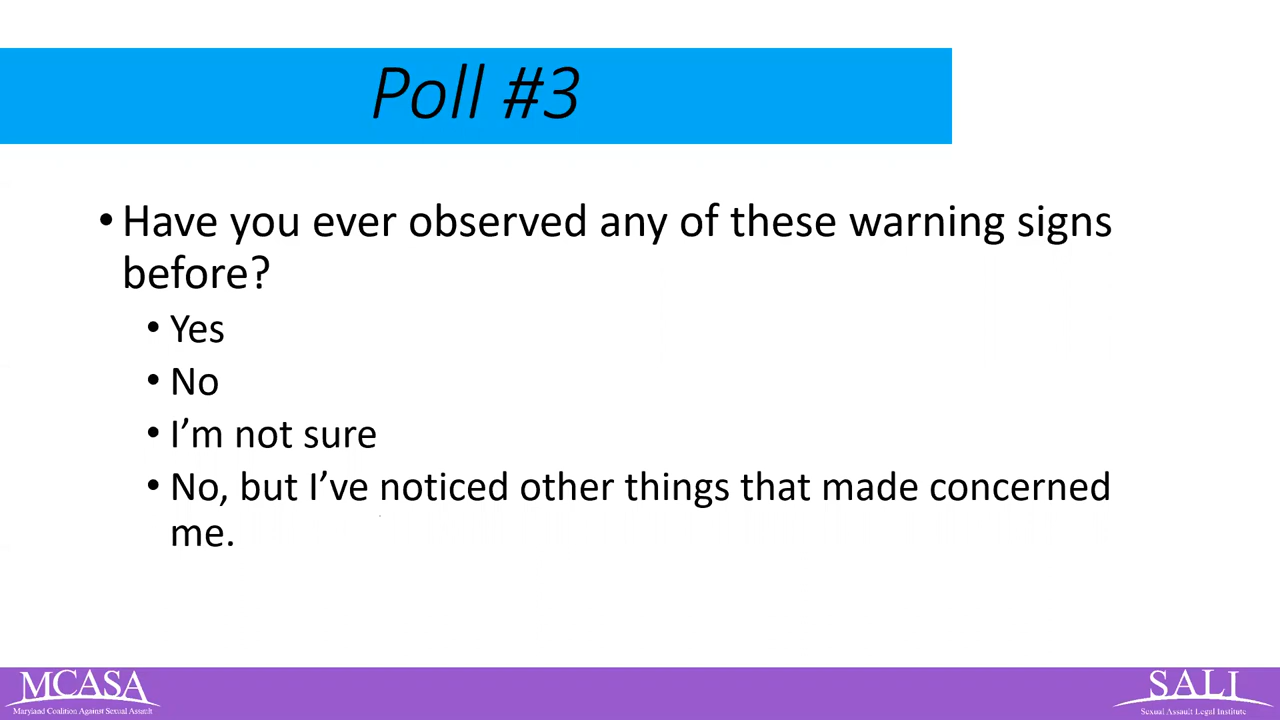 Poll #3
• Have you ever observed any of these warning signs
before?
• Yes
• No
• I’m not sure
• No, but I’ve noticed other things that made concerned
me.
MCASA
Maryland Coalition Against Sexual Assault
SALI
Sexual Assault Legal Institute